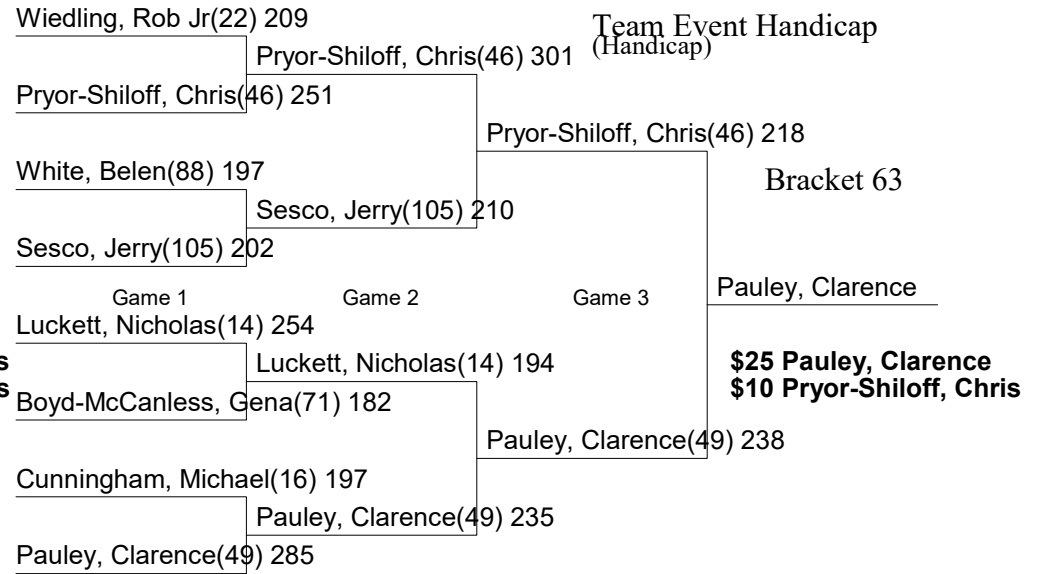 Wiedling, Rob Jr(22) 209
Team Event Handicap
(Handicap)
Pryor-Shiloff, Chris(46) 301
Pryor-Shiloff, Chris(46) 251
Pryor-Shiloff, Chris(46) 218
White, Belen(88) 197
Bracket 63
Sesco, Jerry(105) 210
Sesco, Jerry(105) 202
Game 1
Game 2
Game 3
Pauley, Clarence
Luckett, Nicholas(14) 254
Luckett, Nicholas(14) 194
s
$25 Pauley, Clarence
s
$10 Pryor-Shiloff, Chris
Boyd-McCanless, Gena(71) 182
Pauley, Clarence(49) 238
Cunningham, Michael(16) 197
Pauley, Clarence(49) 235
Pauley, Clarence(49) 285